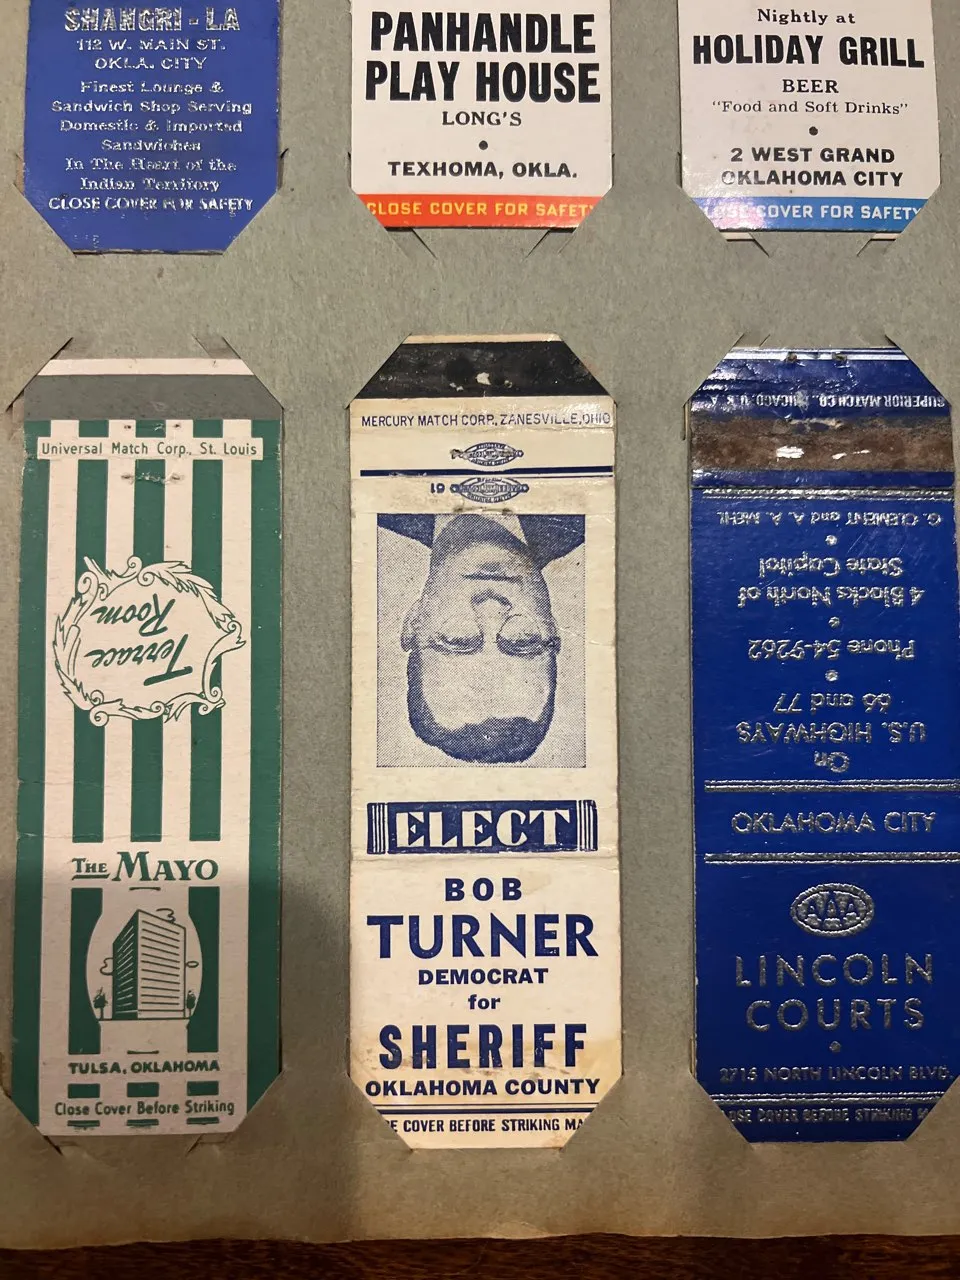 SHANGRI-LA
112 W. MAIN ST.
OKLA. CITY
Finest Lounge &
Sandwich Shop Serving
Domestic & Imported
Sandwiches
In The Heart of the
Indian Territory
CLOSE COVER FOR SAFETY
PANHANDLE
PLAY HOUSE
LONG'S
TEXHOMA, OKLA.
CLOSE COVER FOR SAFETY
Nightly at
HOLIDAY GRILL
BEER
"Food and Soft Drinks"
2 WEST GRAND
OKLAHOMA CITY
COVER FOR SAFETY
Universal Match Corp., St. Louis
Terrace
Room
THE MAYO
TULSA, OKLAHOMA
Close Cover Before Striking
MERCURY MATCH CORP., ZANESVILLE, OHIO
19
ELECT
BOB
TURNER
DEMOCRAT
for
SHERIFF
OKLAHOMA COUNTY
E COVER BEFORE STRIKING MA
SUPERIOR MATCH CO., CHICAGO, U.S.A.
G. CLEMENT and A. A. MEHL
4 Blocks North of
State Capitol
Phone 54-9262
On
U.S. HIGHWAYS
66 and 77
OKLAHOMA CITY
AAA
LINCOLN
COURTS
2715 NORTH LINCOLN BLVD.
OSE COVER BEFORE STRIKING